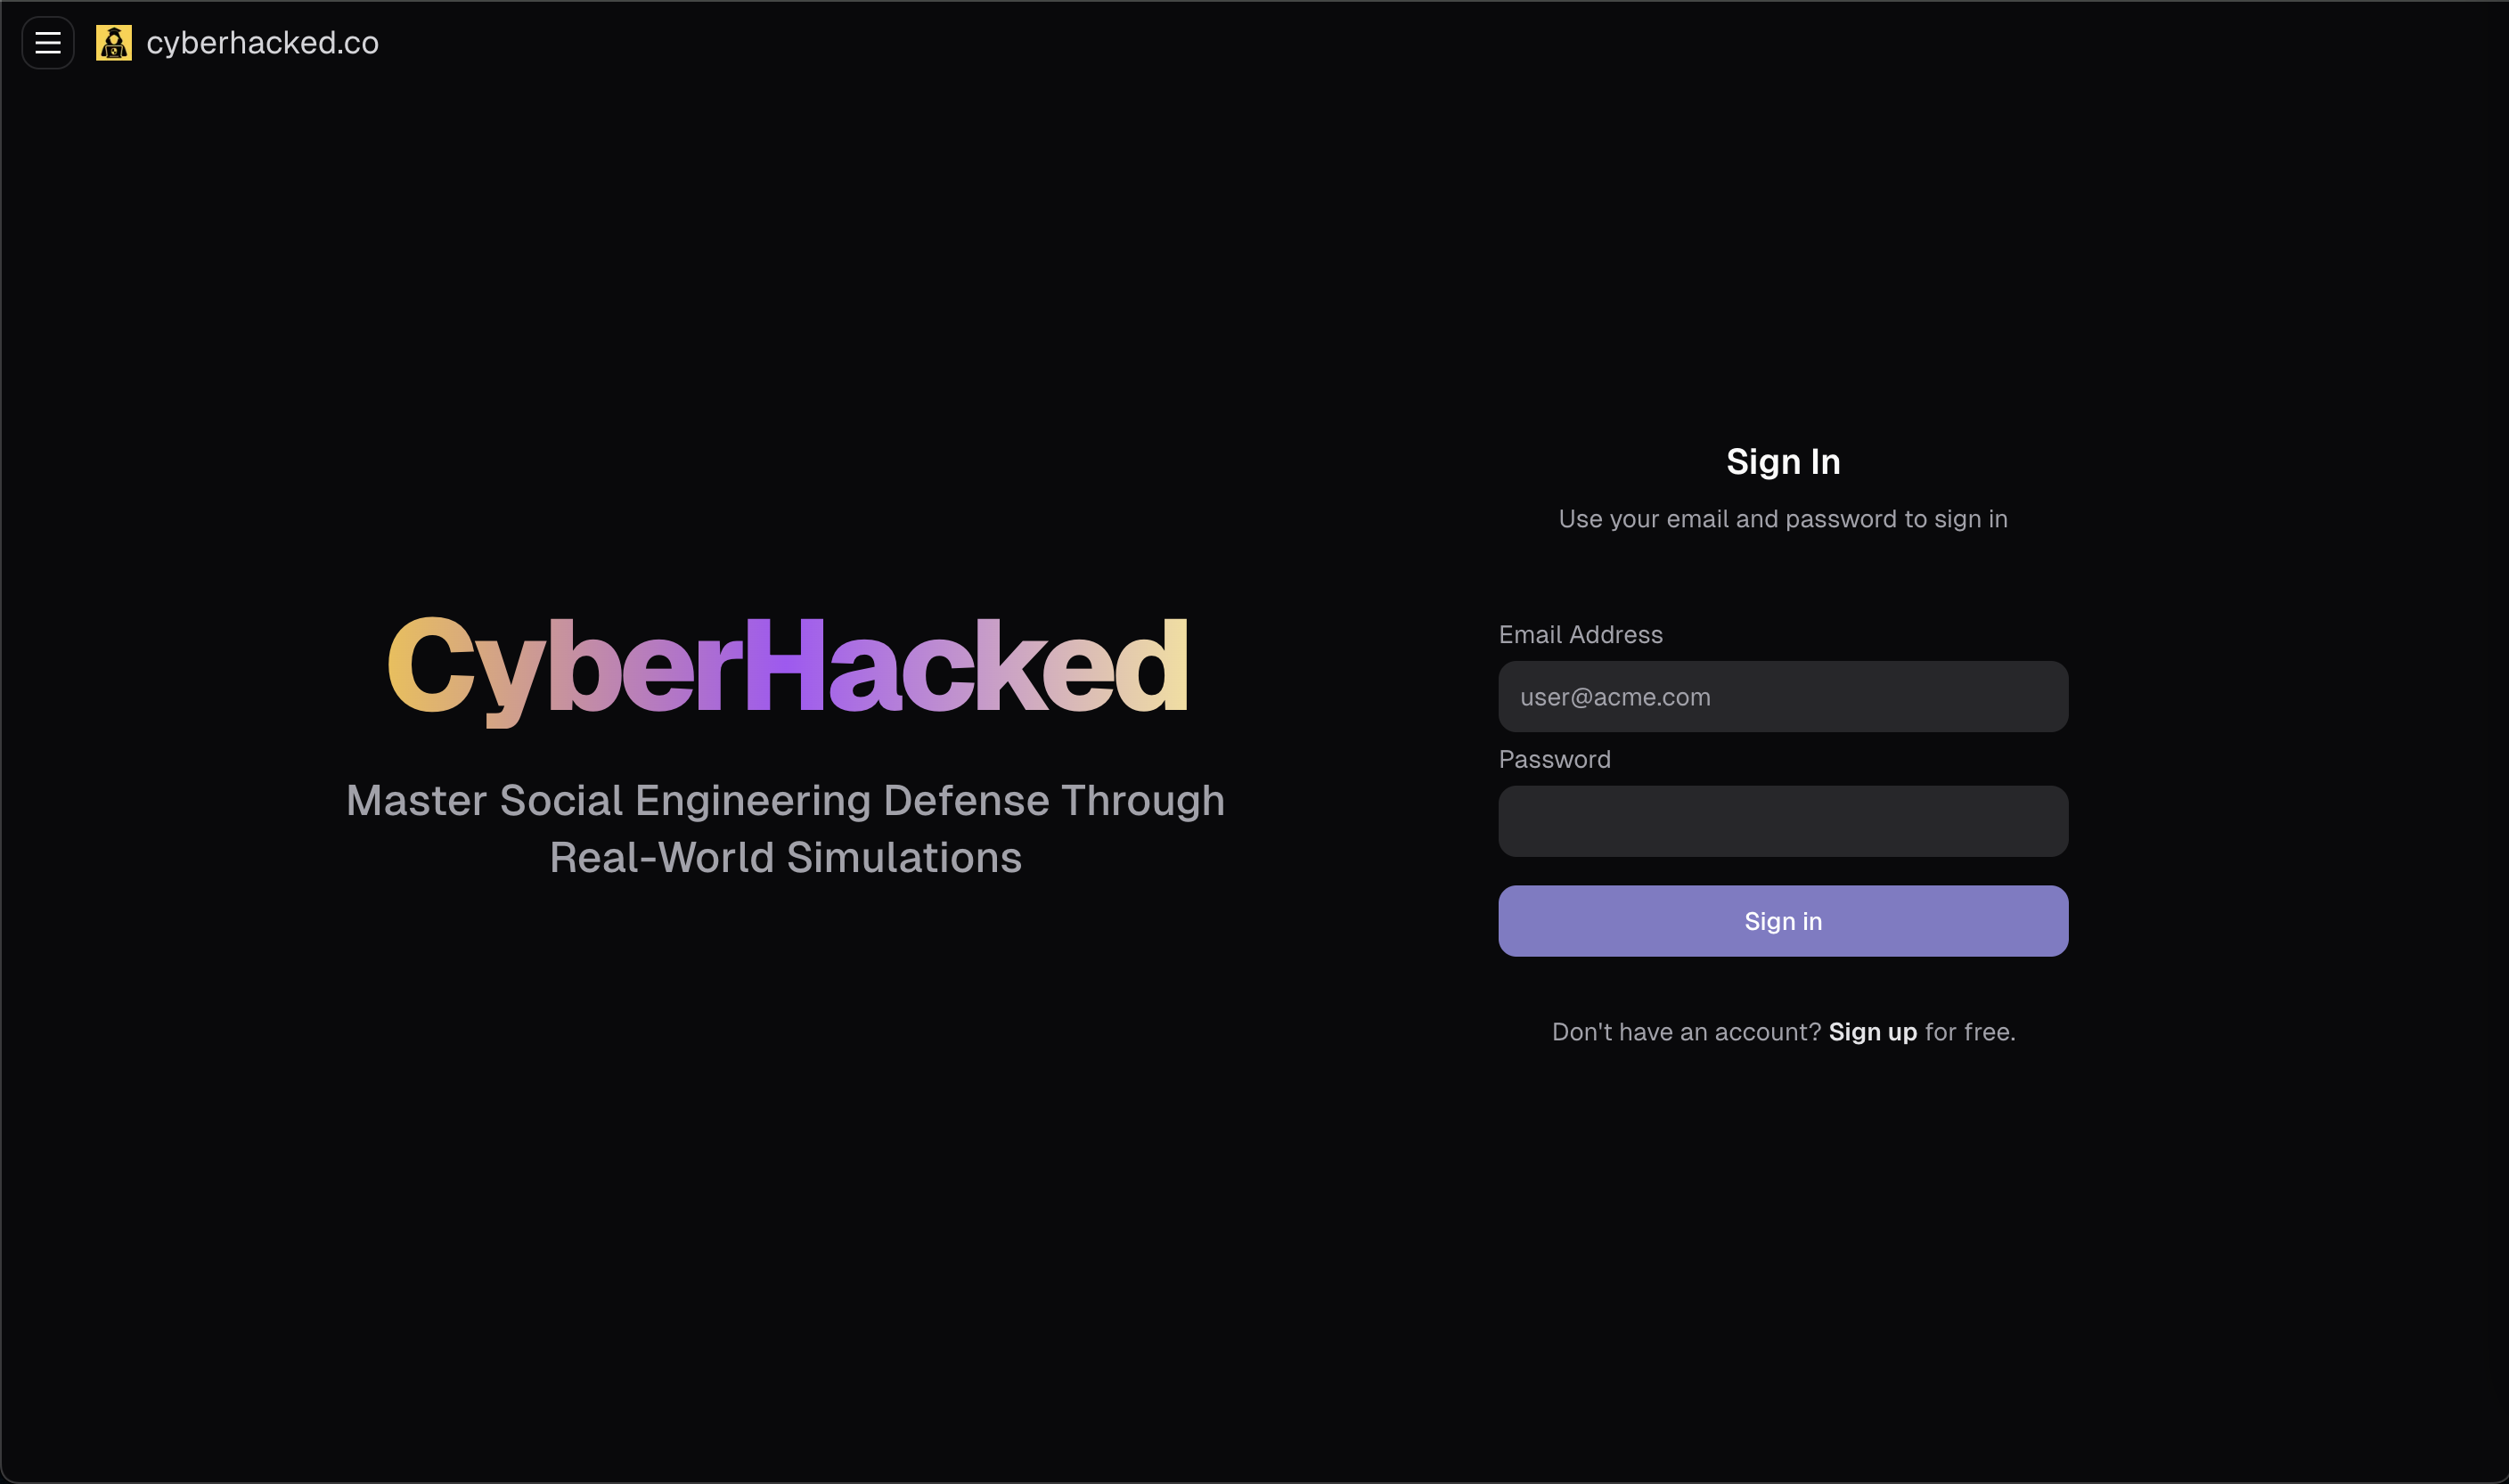 cyberhacked.co
CyberHacked
Master Social Engineering Defense Through
Real-World Simulations
Sign In
Use your email and password to sign in
Email Address
user@acme.com
Password
Sign in
Don't have an account? Sign up for free.